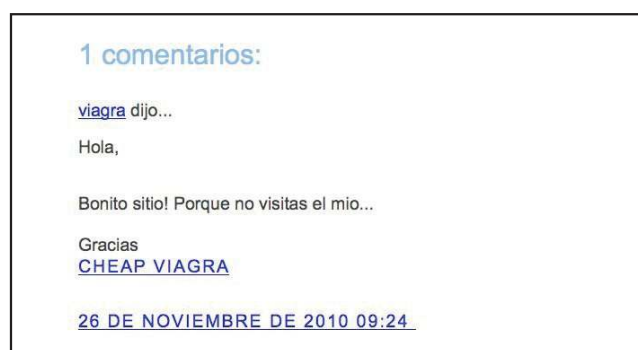 1 comentarios:
viagra dijo...
Hola,
Bonito sitio! Porque no visitas el mio...
Gracias
CHEAP VIAGRA
26 DE NOVIEMBRE DE 2010 09:24